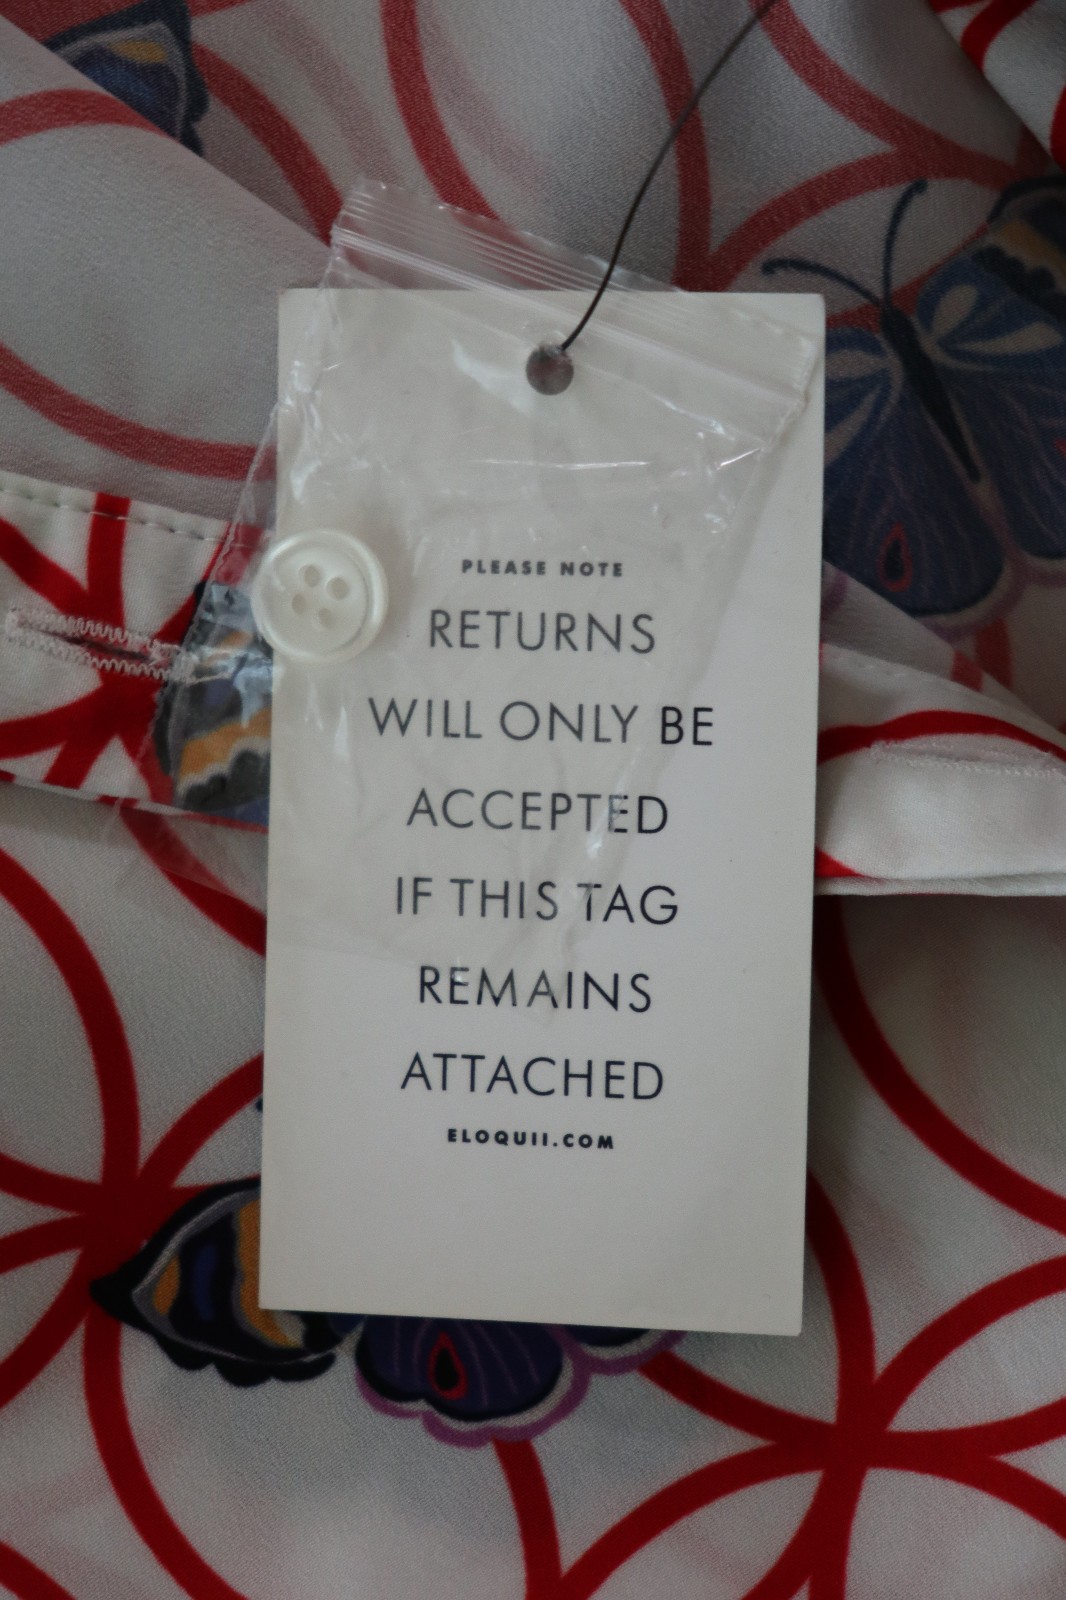 PLEASE NOTE
RETURNS
WILL ONLY BE
ACCEPTED
IF THIS TAG
REMAINS
ATTACHED
ELOQUII.COM